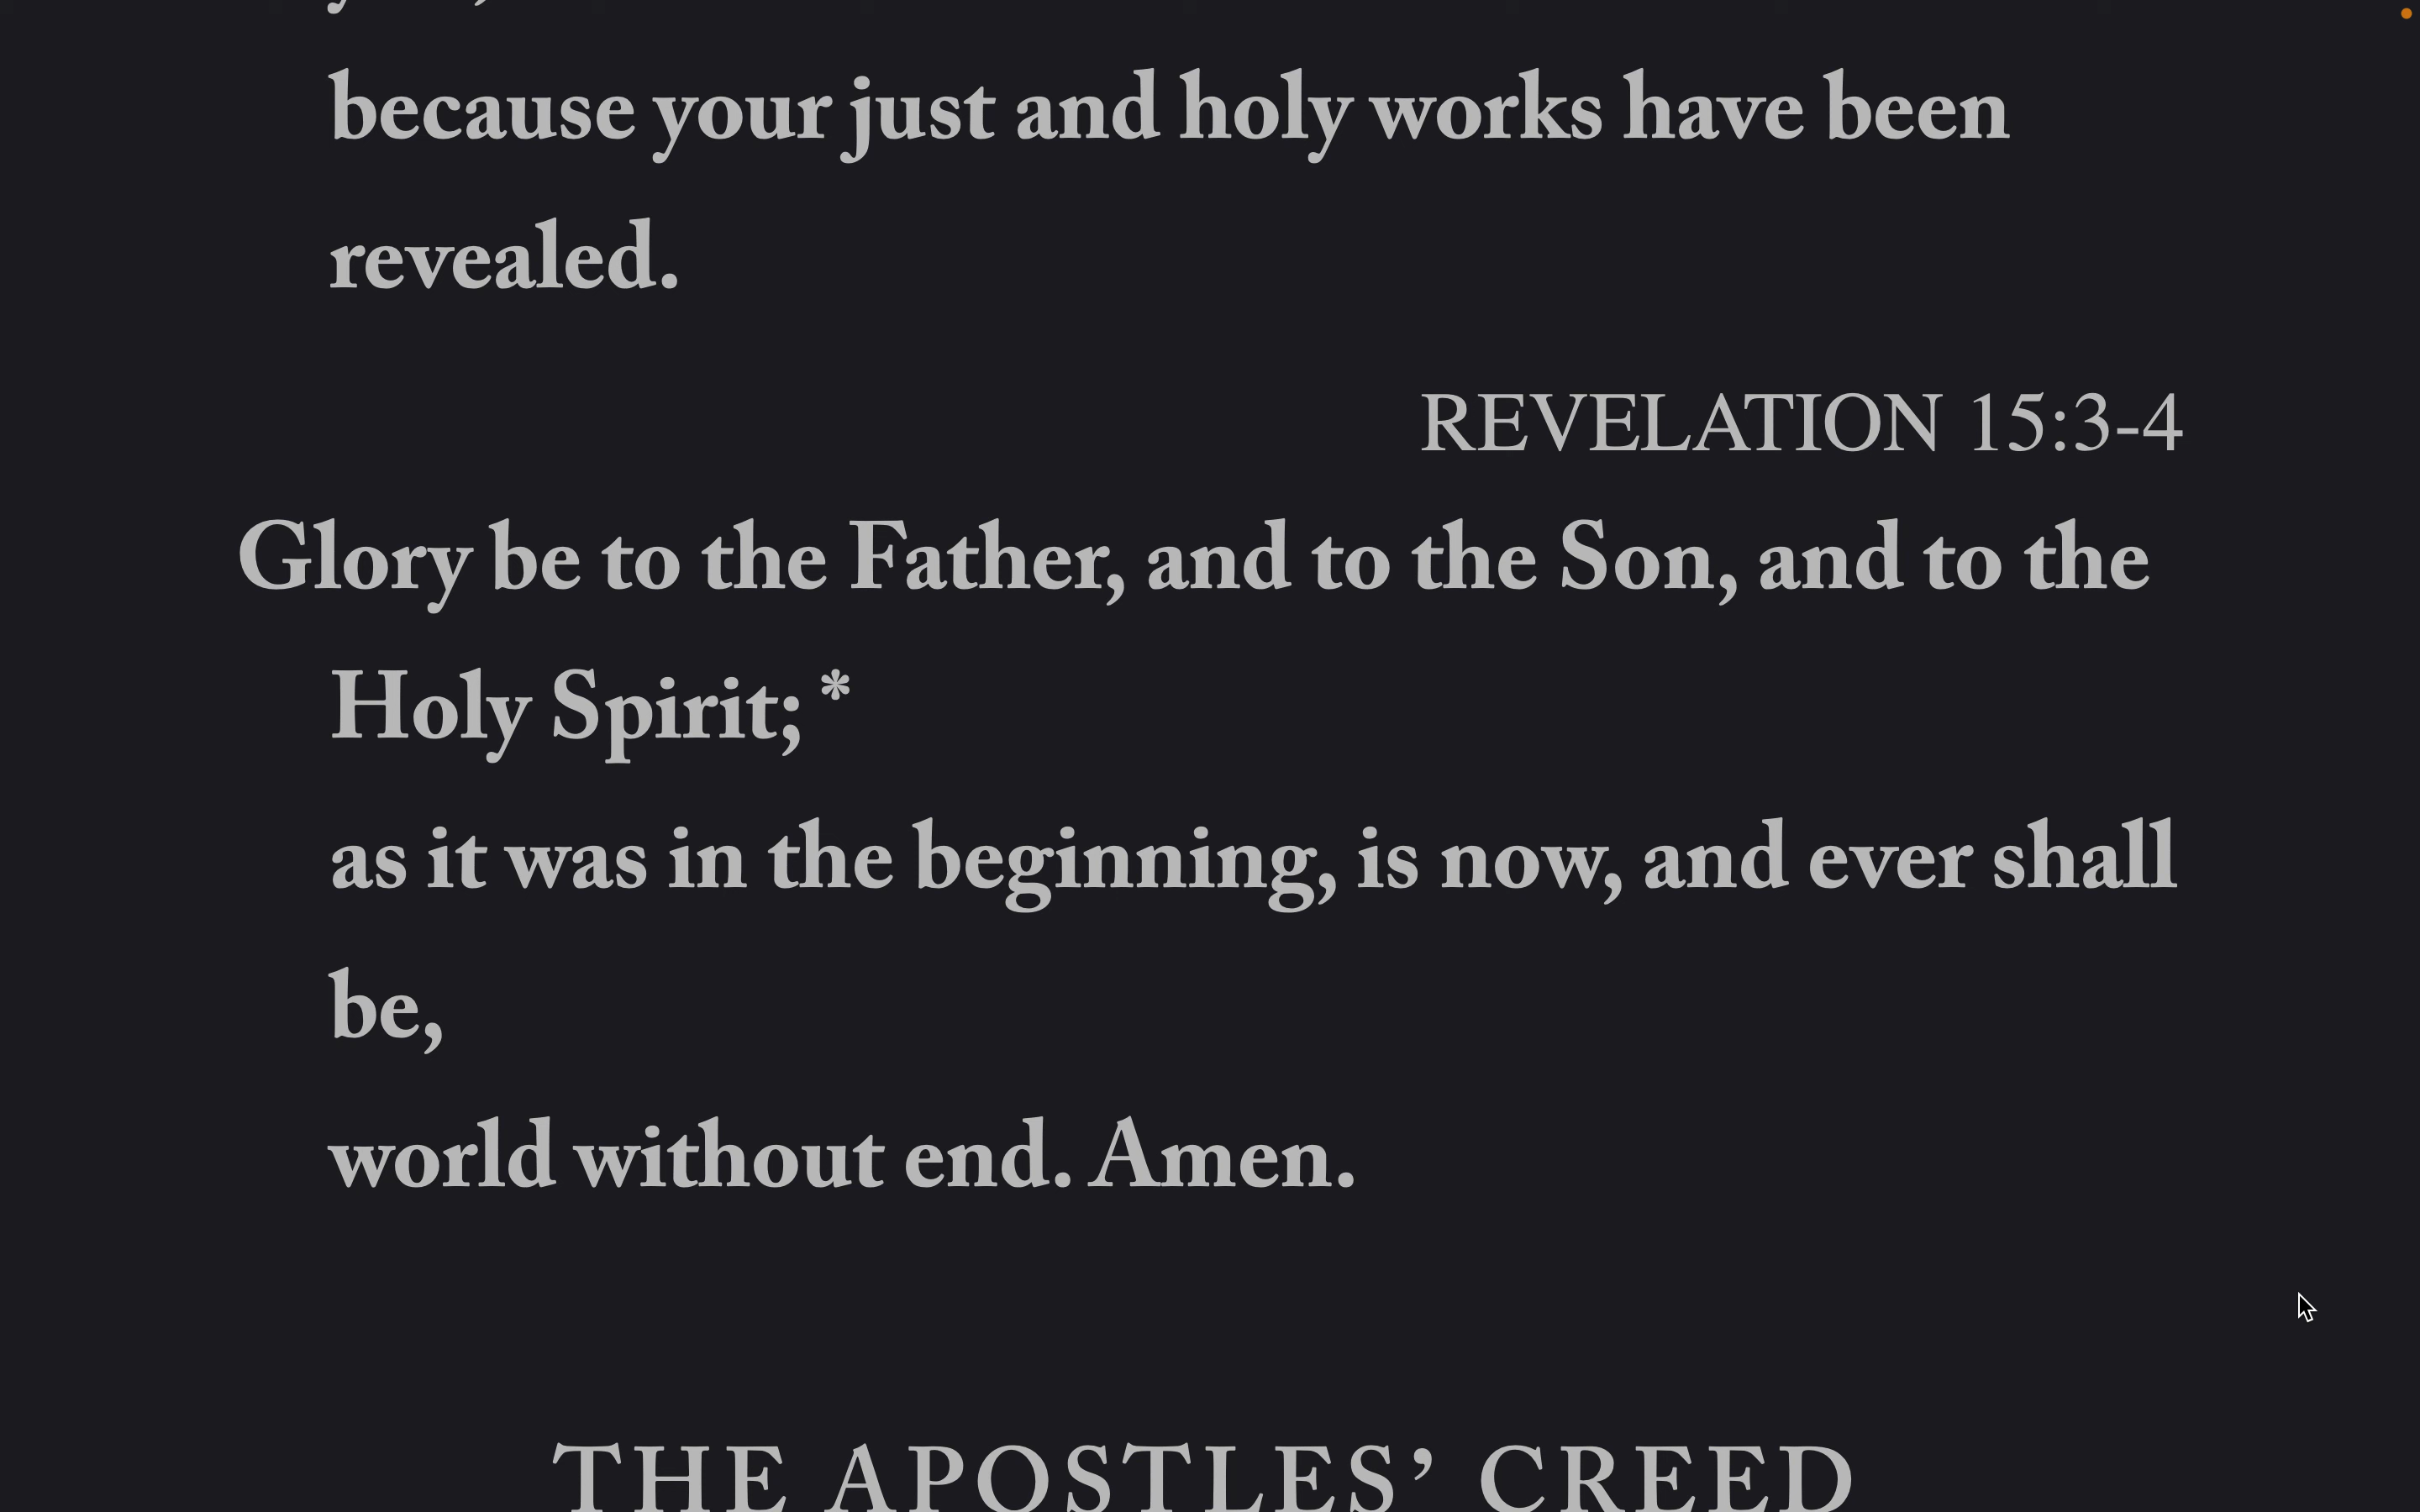 because your just and holy works have been
revealed.
REVELATION 15:3-4
Glory be to the Father, and to the Son, and to the
Holy Spirit;*
as it was in the beginning, is now, and ever shall
be,
world without end. Amen.
THE APOSTLES’ CREED